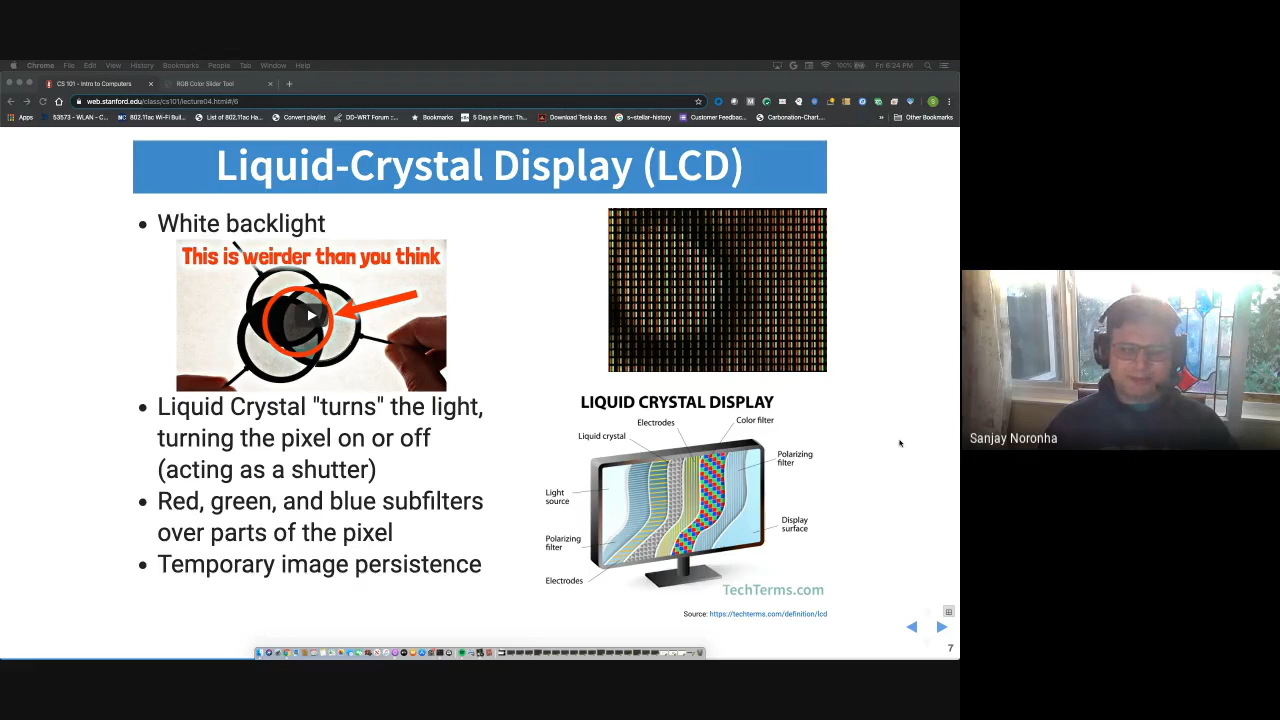 Chrome File Edit View History Bookmarks People Tab Window Help
100% Fri 6:24 PM
CS 101 - Intro to Computers
RGB Color Slider Tool
web.stanford.edu/class/cs101/lecture04.html#/6
Apps
53573 - WLAN - C...
802.11ac Wi-Fi Buil...
List of 802.11ac Ha...
Convert playlist
DD-WRT Forum ::...
Bookmarks
5 Days in Paris: Th...
Download Tesla docs
s-stellar-history
Customer Feedbac...
Carbonation-Chart....
» Other Bookmarks
Liquid-Crystal Display (LCD)
• White backlight
This is weirder than you think
• Liquid Crystal "turns" the light,
turning the pixel on or off
(acting as a shutter)
• Red, green, and blue subfilters
over parts of the pixel
• Temporary image persistence
LIQUID CRYSTAL DISPLAY
Electrodes
Color filter
Liquid crystal
Polarizing
filter
Light
source
Display
surface
Polarizing
filter
Electrodes
TechTerms.com
Source: https://techterms.com/definition/lcd
7
Sanjay Noronha